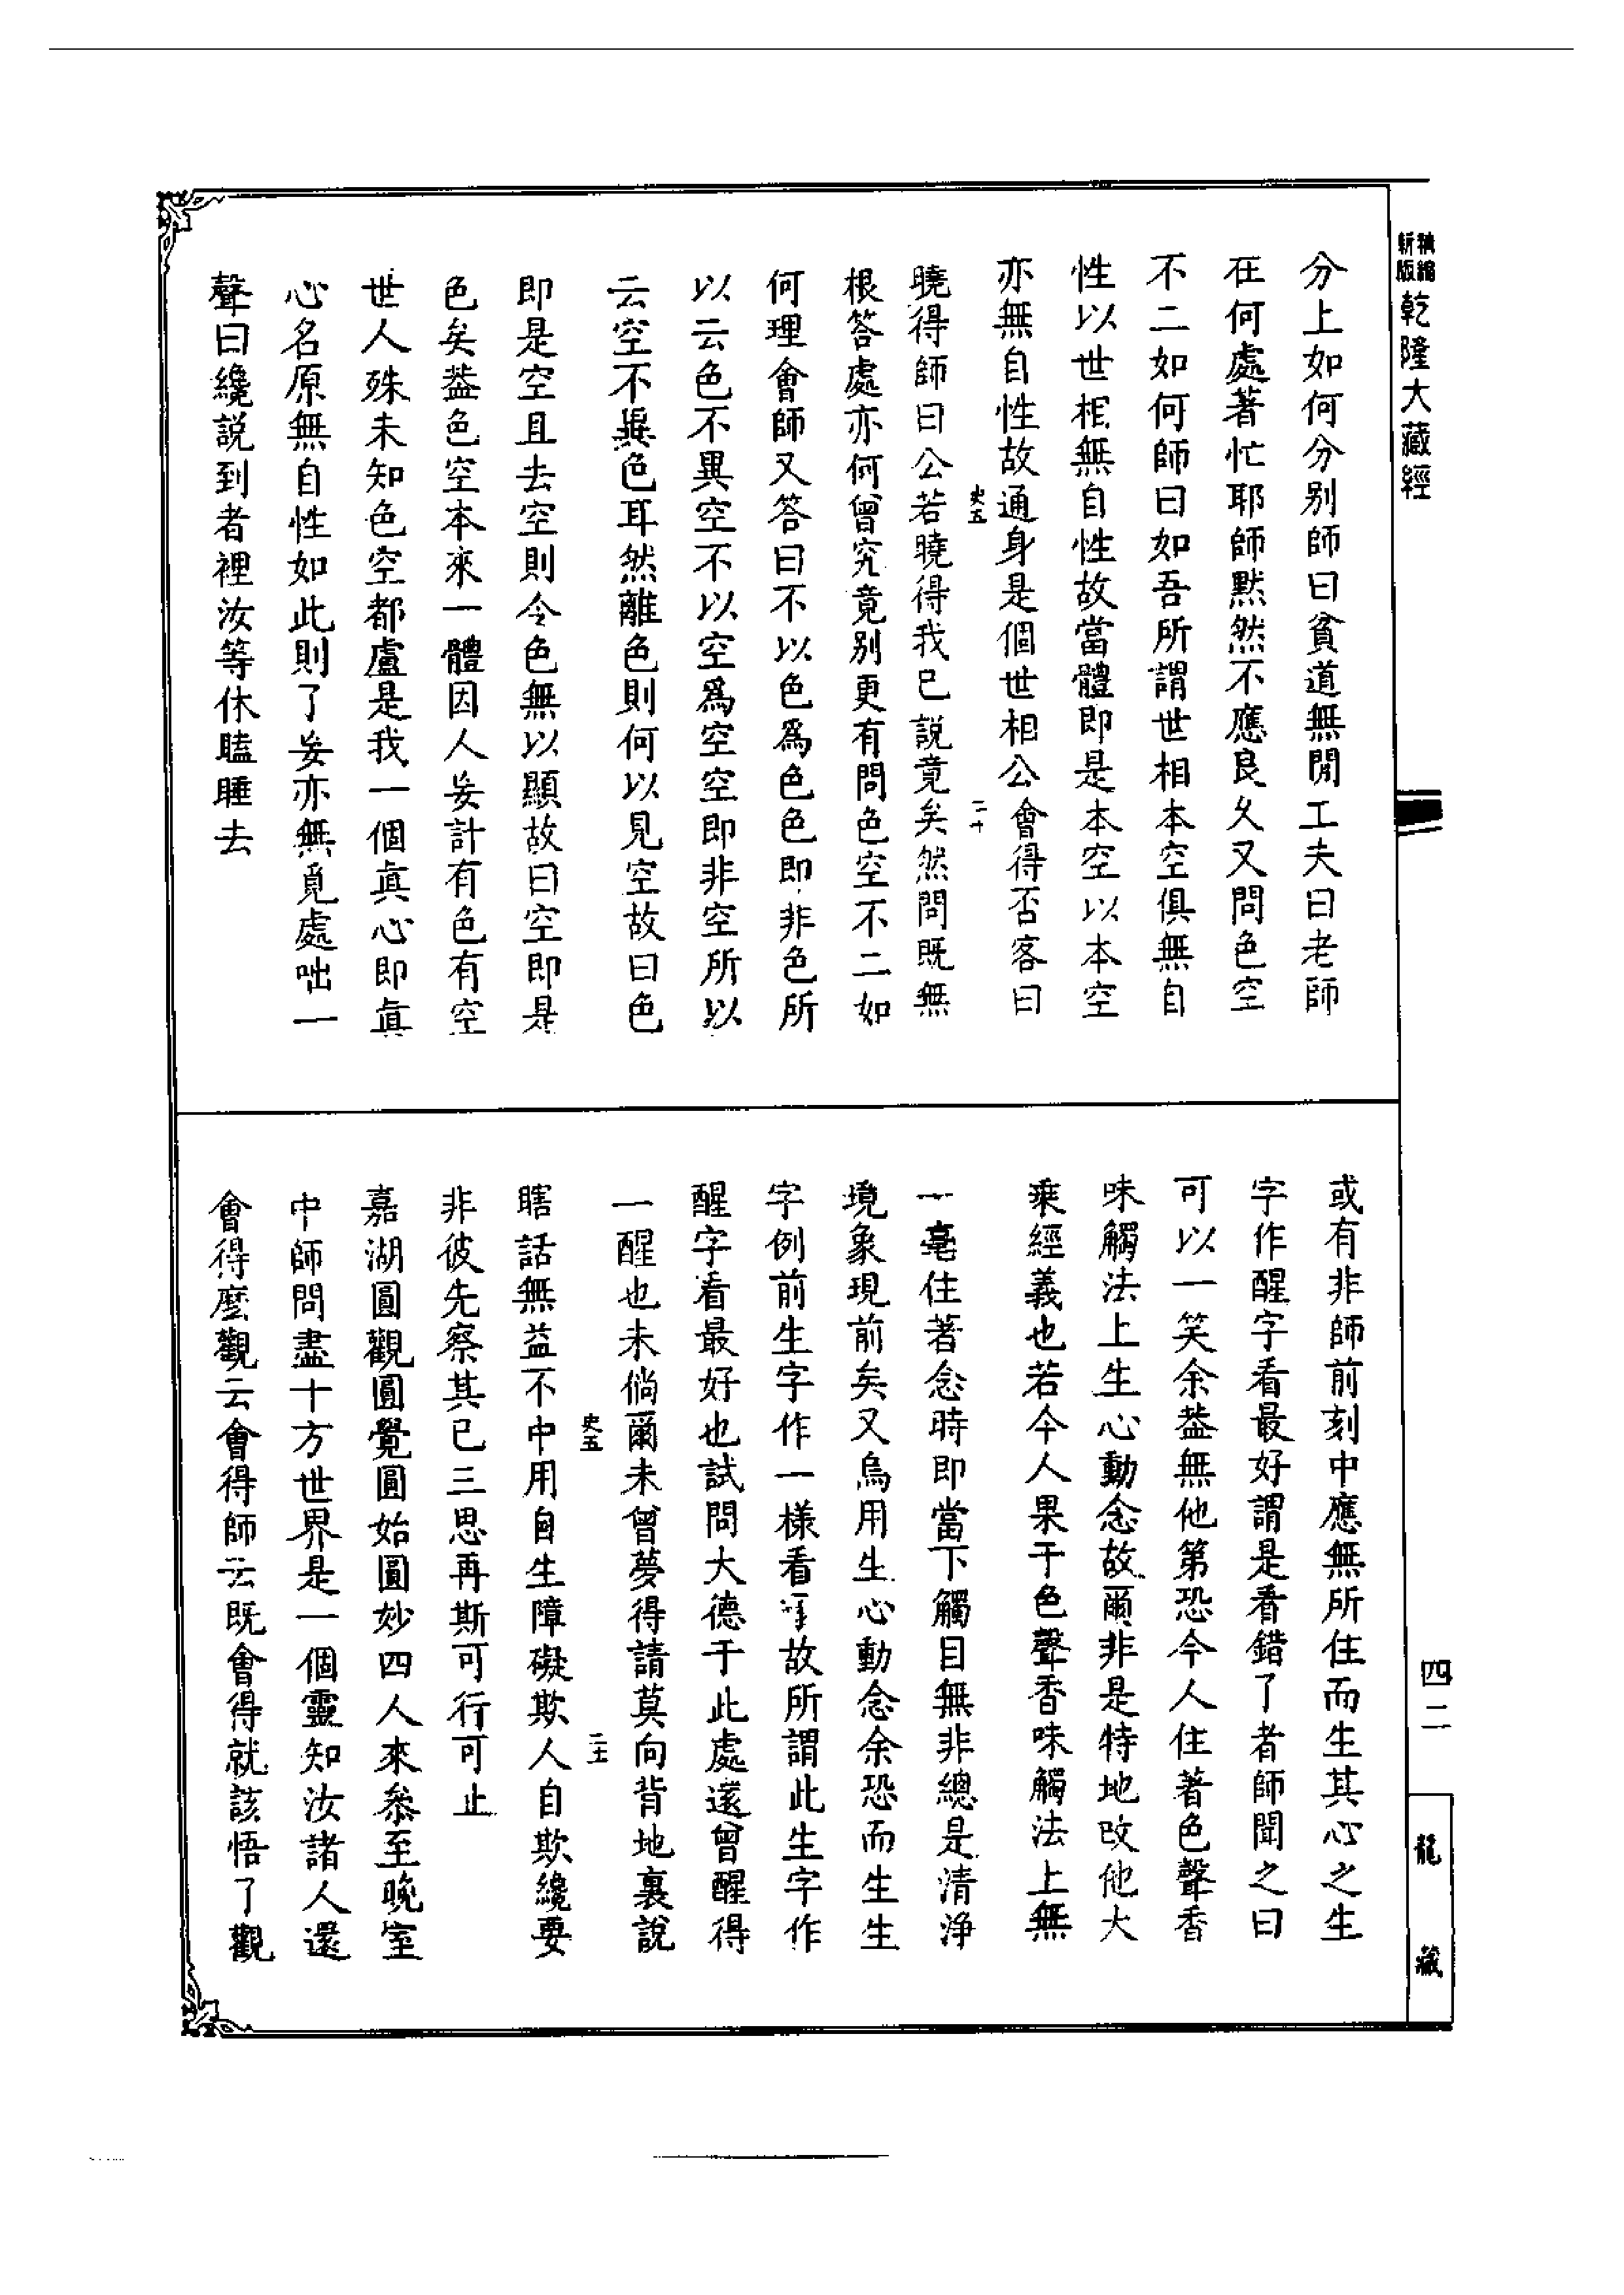 精縮新版乾隆大藏經
分上如何分别師曰貧道無閒工夫曰老師
在何處著忙耶師默然不應良久又問色空
不二如何師曰如吾所謂世相本空俱無自
性以世相無自性故當體即是本空以本空
亦無自性故通身是個世相公會得否客曰
史五
二十
曉得師曰公若曉得我已說竟矣然問既無
根答處亦何曾究竟别更有問色空不二如
何理會師又答曰不以色爲色色即非色所
以云色不異空不以空爲空空即非空所以
云空不異色耳然離色則何以見空故曰色
即是空且去空則令色無以顯故曰空即是
色矣葢色空本來一體因人妄計有色有空
世人殊未知色空都盧是我一個真心即真
心名原無自性如此則了妄亦無覓處咄一
聲曰纔説到者裡汝等休瞌睡去
或有非師前刻中應無所住而生其心之生
字作醒字看最好謂是看錯了者師聞之曰
可以一笑余葢無他第恐今人住著色聲香
味觸法上生心動念故爾非是特地改他大
乘經義也若今人果于色聲香味觸法上無
一毫住著念時即當下觸目無非總是清淨
境象現前矣又烏用生心動念余恐而生生
字例前生字作一樣看故所謂此生字作
醒字看最好也試問大德于此處還曾醒得
一醒也未倘爾未曾夢得請莫向背地裏說
史五
二十
瞎話無益不中用自生障礙欺人自欺纔要
非彼先察其已三思再斯可行可止
嘉湖圓觀圓覺圓始圓妙四人來叅至晚室
中師問盡十方世界是一個靈知汝諸人還
會得麼觀云會得師云既會得就該悟了觀
四二
龍藏